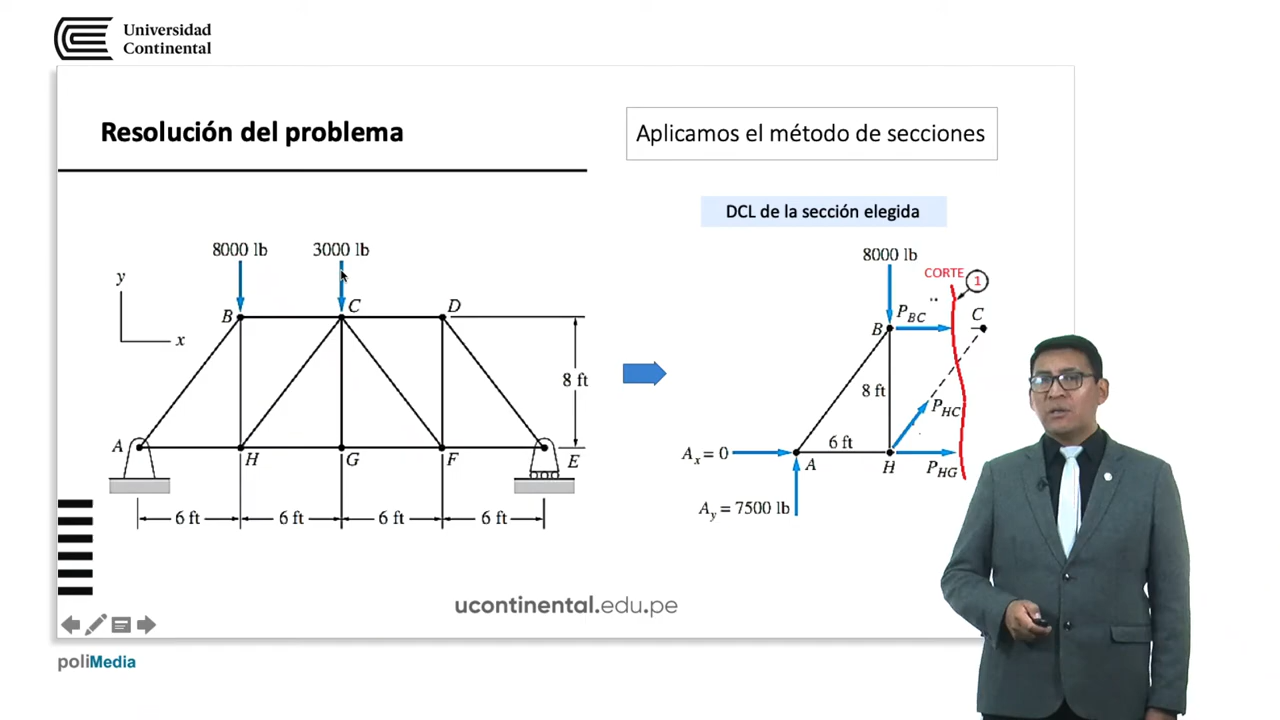 Universidad
Continental
Resolución del problema
Aplicamos el método de secciones
DCL de la sección elegida
8000 lb
3000 lb
y
x
B
C
D
8 ft
A
H
G
F
E
6 ft
6 ft
6 ft
6 ft
8000 lb
CORTE
1
P_BC
C
B
8 ft
P_HC
6 ft
A_x = 0
A
H
P_HG
A_y = 7500 lb
ucontinental.edu.pe
poliMedia